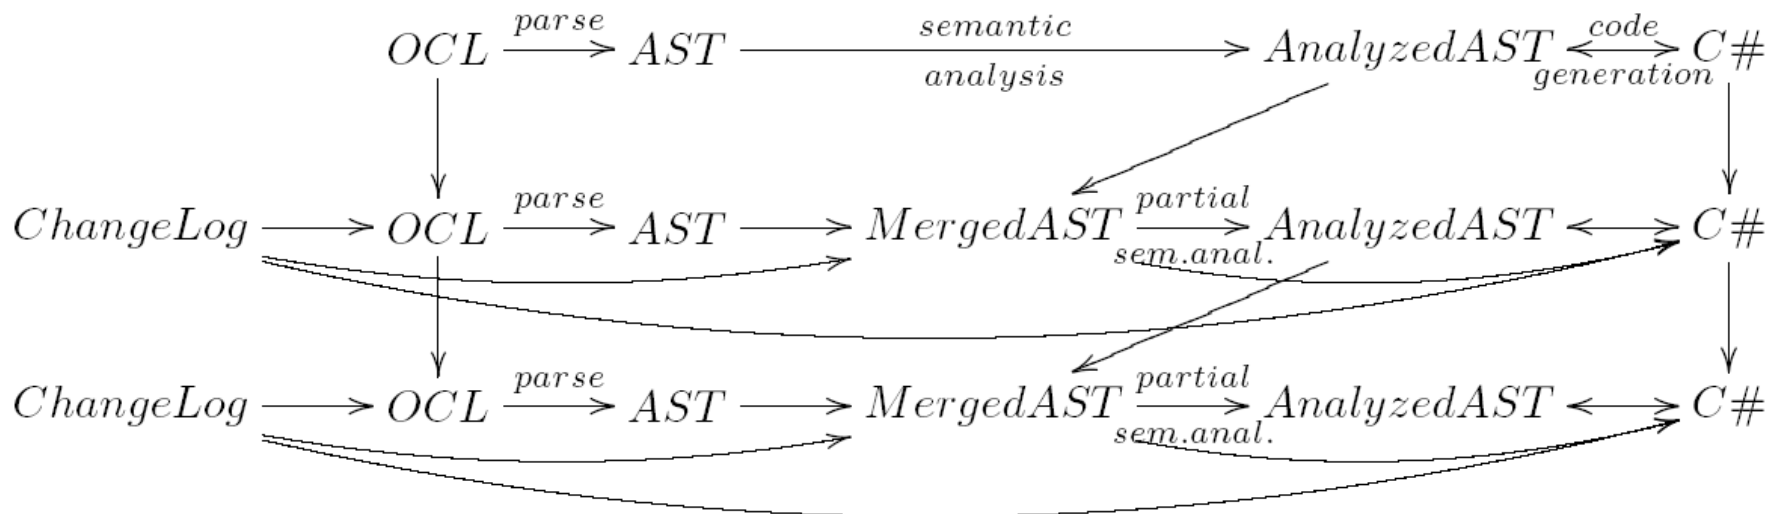 parse semantic code
OCL AST AnalyzedAST C#
analysis generation
parse partial
ChangeLog OCL AST MergedAST AnalyzedAST C#
sem.anal.
parse partial
ChangeLog OCL AST MergedAST AnalyzedAST C#
sem.anal.